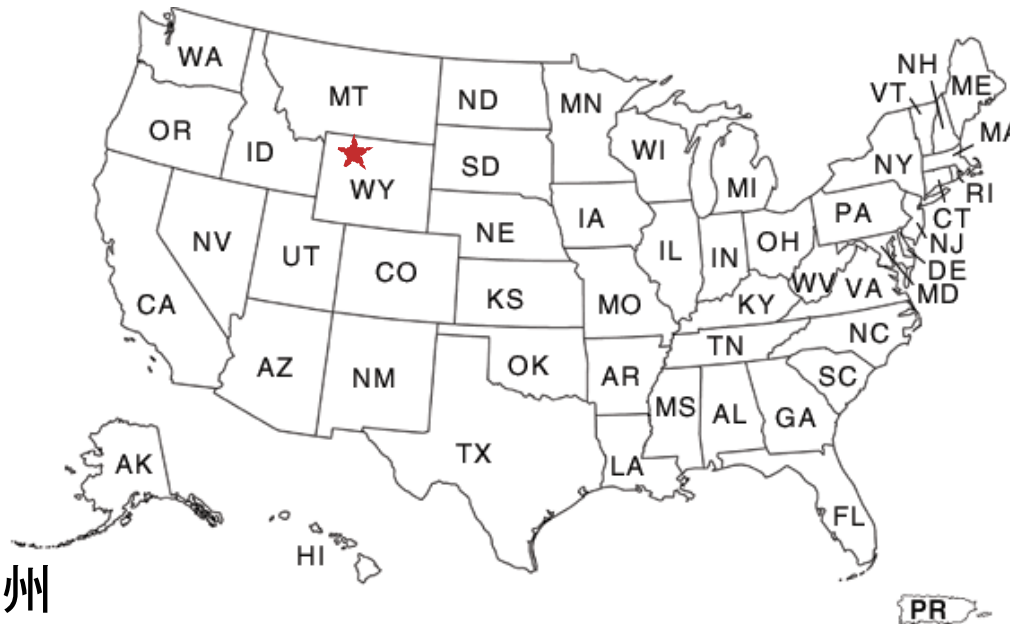 WA
NH
ME
VT
MT
ND
MN
OR
MA
ID
WI
SD
NY
WY
MI
RI
IA
PA
CT
NE
NV
OH
NJ
UT
IL
IN
CO
DE
WV
VA
MD
KS
CA
MO
KY
NC
TN
AZ
OK
NM
AR
SC
MS
AL
GA
TX
AK
LA
FL
HI
州
PR